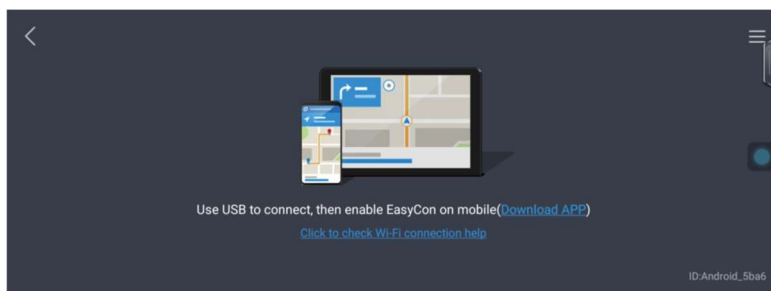 Use USB to connect, then enable EasyCon on mobile(Download APP)
Click to check Wi-Fi connection help
ID:Android_5ba6